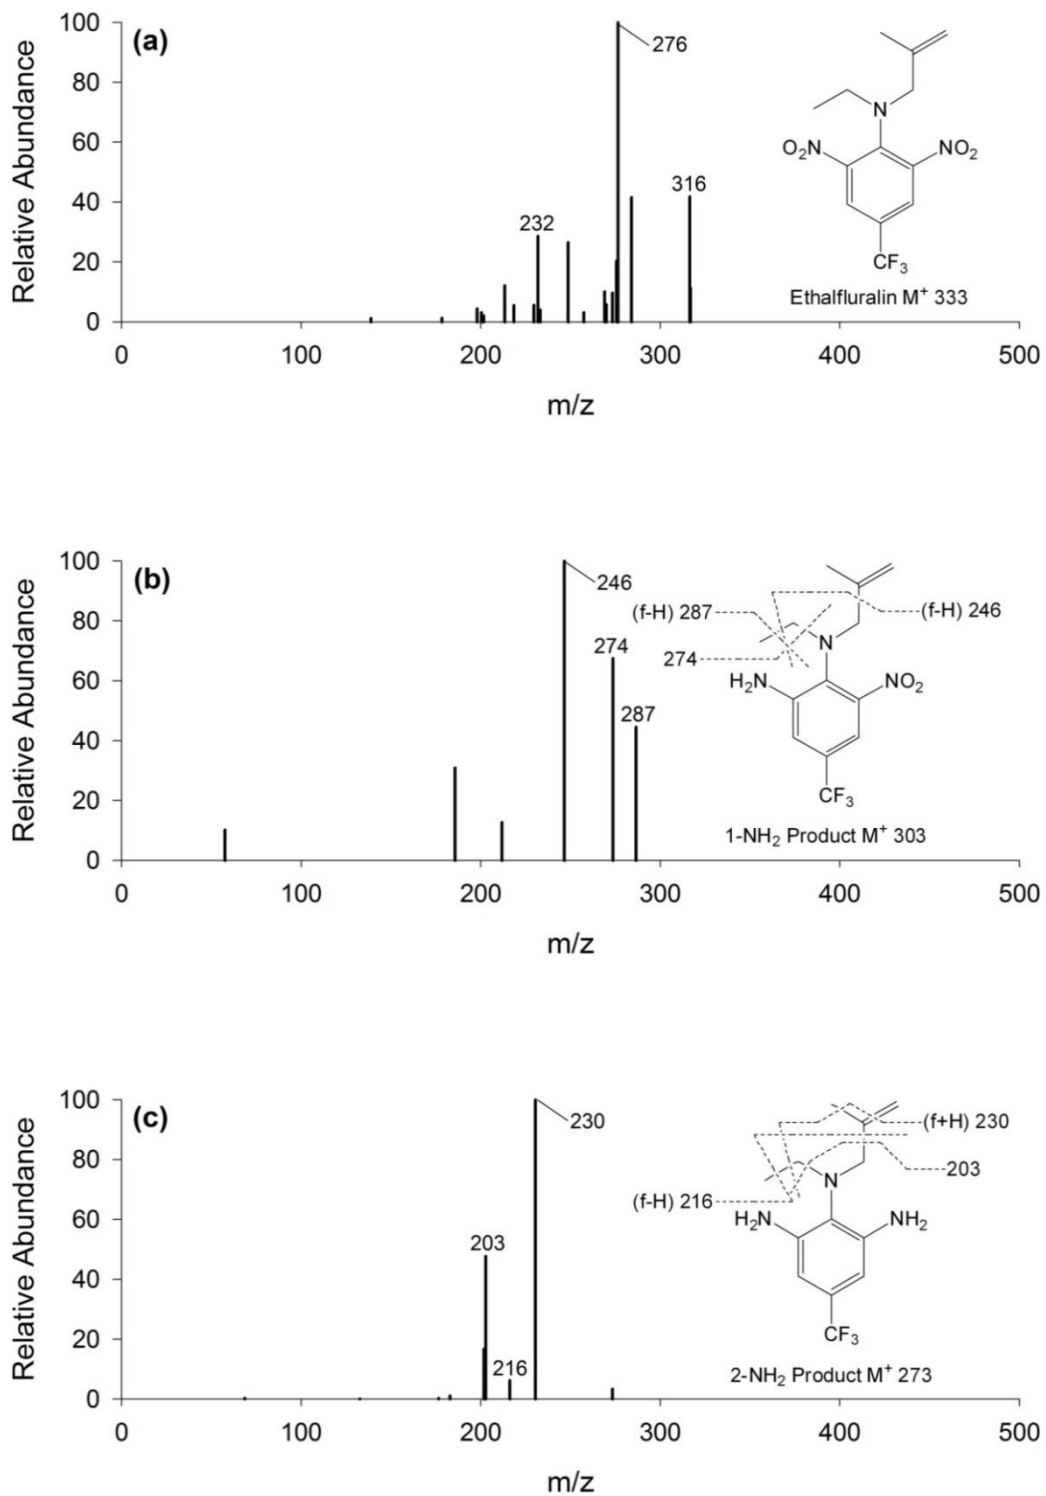 (a)
Relative Abundance
100
80
60
40
20
0
276
316
232
N
O₂N
NO₂
CF₃
Ethalfluralin M⁺ 333
0 100 200 300 400 500
m/z
(b)
Relative Abundance
100
80
60
40
20
0
246
274
287
(f-H) 287
(f-H) 246
274
N
H₂N
NO₂
CF₃
1-NH₂ Product M⁺ 303
0 100 200 300 400 500
m/z
(c)
Relative Abundance
100
80
60
40
20
0
230
203
216
(f+H) 230
203
(f-H) 216
N
H₂N
NH₂
CF₃
2-NH₂ Product M⁺ 273
0 100 200 300 400 500
m/z